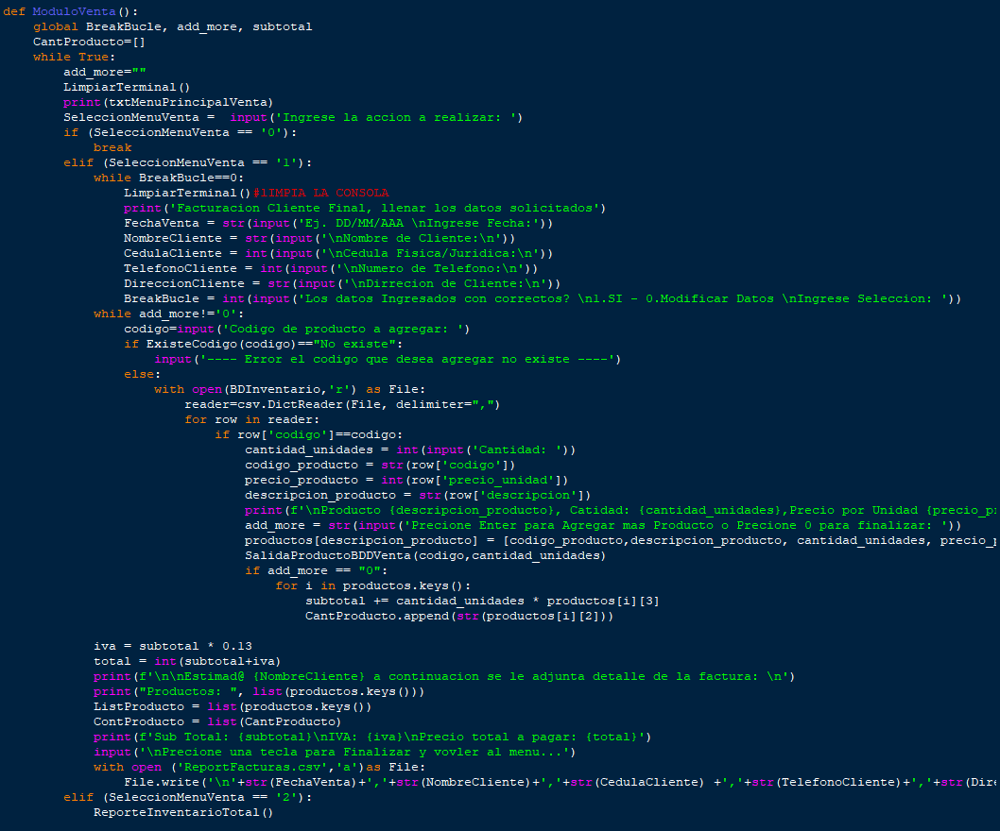 def ModuloVenta():
    global BreakBucle, add_more, subtotal
    CantProducto=[]
    while True:
        add_more=""
        LimpiarTerminal()
        print(txtMenuPrincipalVenta)
        SeleccionMenuVenta =  input('Ingrese la accion a realizar: ')
        if (SeleccionMenuVenta == '0'):
            break
        elif (SeleccionMenuVenta == '1'):
            while BreakBucle==0:
                LimpiarTerminal()#lIMPIA LA CONSOLA
                print('Facturacion Cliente Final, llenar los datos solicitados')
                FechaVenta = str(input('Ej. DD/MM/AAA \nIngrese Fecha:'))
                NombreCliente = str(input('\nNombre de Cliente:\n'))
                CedulaCliente = int(input('\nCedula Fisica/Juridica:\n'))
                TelefonoCliente = int(input('\nNumero de Telefono:\n'))
                DireccionCliente = str(input('\nDirrecion de Cliente:\n'))
                BreakBucle = int(input('Los datos Ingresados con correctos? \n1.SI - 0.Modificar Datos \nIngrese Seleccion: '))
            while add_more!='0':
                codigo=input('Codigo de producto a agregar: ')
                if ExisteCodigo(codigo)=="No existe":
                    input('---- Error el codigo que desea agregar no existe ----')
                else:
                    with open(BDInventario,'r') as File:
                        reader=csv.DictReader(File, delimiter=",")
                        for row in reader:
                            if row['codigo']==codigo:
                                cantidad_unidades = int(input('Cantidad: '))
                                codigo_producto = str(row['codigo'])
                                precio_producto = int(row['precio_unidad'])
                                descripcion_producto = str(row['descripcion'])
                                print(f'\nProducto {descripcion_producto}, Catidad: {cantidad_unidades},Precio por Unidad {precio_p
                                add_more = str(input('Precione Enter para Agregar mas Producto o Precione 0 para finalizar: '))
                                productos[descripcion_producto] = [codigo_producto,descripcion_producto, cantidad_unidades, precio_p
                                SalidaProductoBDDVenta(codigo,cantidad_unidades)
                                if add_more == "0":
                                    for i in productos.keys():
                                        subtotal += cantidad_unidades * productos[i][3]
                                        CantProducto.append(str(productos[i][2]))
            iva = subtotal * 0.13
            total = int(subtotal+iva)
            print(f'\n\nEstimad@ {NombreCliente} a continuacion se le adjunta detalle de la factura: \n')
            print("Productos: ", list(productos.keys()))
            ListProducto = list(productos.keys())
            ContProducto = list(CantProducto)
            print(f'Sub Total: {subtotal}\nIVA: {iva}\nPrecio total a pagar: {total}')
            input('\nPrecione una tecla para Finalizar y vovler al menu...')
            with open ('ReportFacturas.csv','a')as File:
                File.write('\n'+str(FechaVenta)+','+str(NombreCliente)+','+str(CedulaCliente) +','+str(TelefonoCliente)+','+str(Dire
        elif (SeleccionMenuVenta == '2'):
            ReporteInventarioTotal()